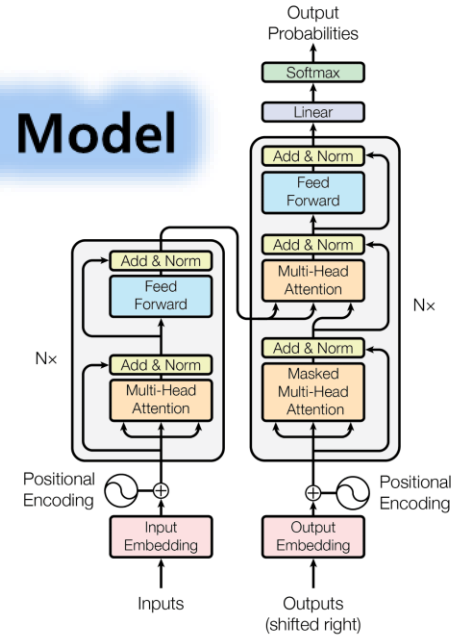 Model
Output
Probabilities
Softmax
Linear
Add & Norm
Feed
Forward
Add & Norm
Multi-Head
Attention
Add & Norm
Masked
Multi-Head
Attention
Nx
Positional
Encoding
Output
Embedding
Outputs
(shifted right)
Add & Norm
Feed
Forward
Nx
Add & Norm
Multi-Head
Attention
Positional
Encoding
Input
Embedding
Inputs